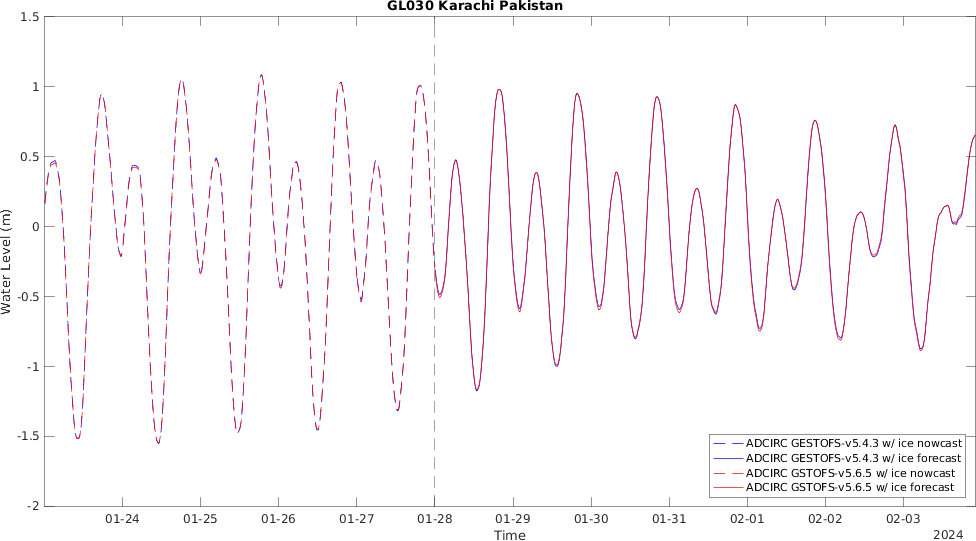 GL030 Karachi Pakistan
Water Level (m)
1.5
1
0.5
0
-0.5
-1
-1.5
-2
ADCIRC GESTOFS-v5.4.3 w/ ice nowcast
ADCIRC GESTOFS-v5.4.3 w/ ice forecast
ADCIRC GSTOFS-v5.6.5 w/ ice nowcast
ADCIRC GSTOFS-v5.6.5 w/ ice forecast
01-24 01-25 01-26 01-27 01-28 01-29 01-30 01-31 02-01 02-02 02-03
Time
2024